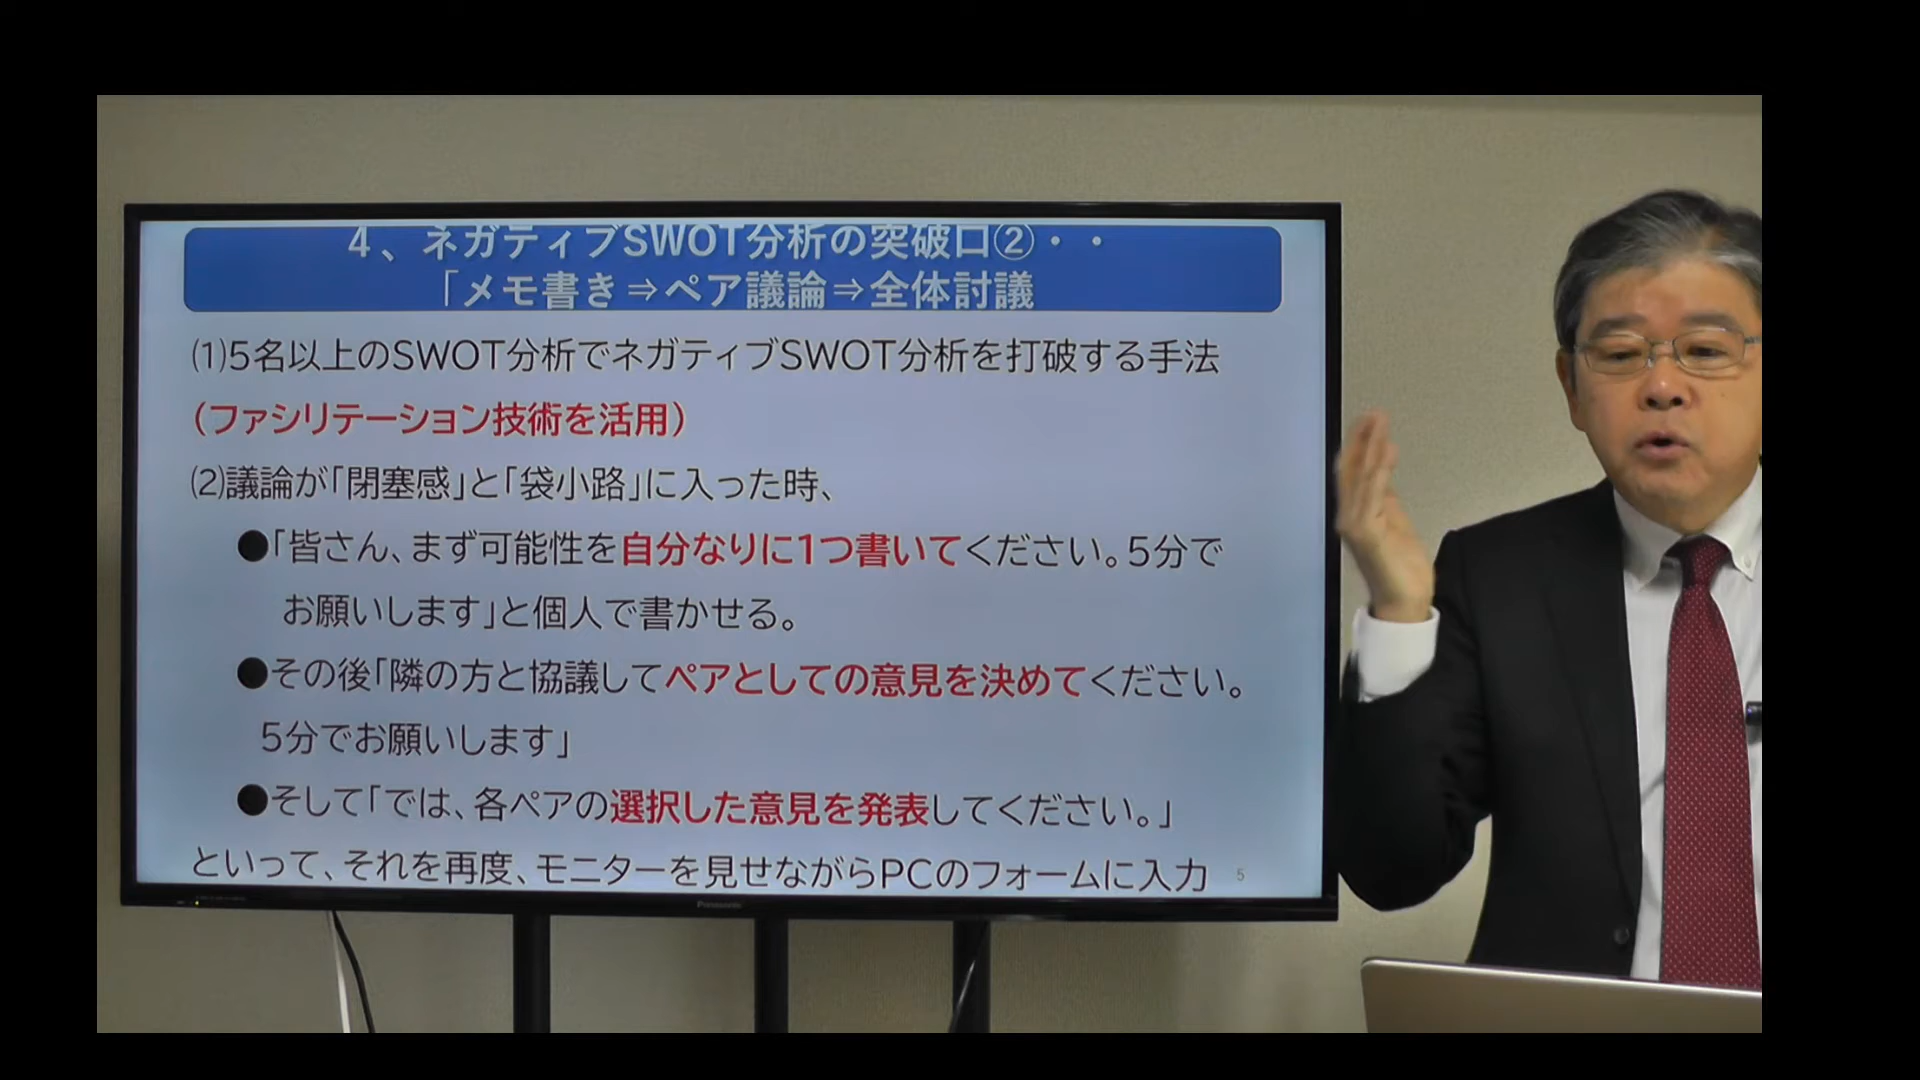 4、ネガティブSWOT分析の突破口②・・
「メモ書き⇒ペア議論⇒全体討議
⑴5名以上のSWOT分析でネガティブSWOT分析を打破する手法
（ファシリテーション技術を活用）
⑵議論が「閉塞感」と「袋小路」に入った時、
●「皆さん、まず可能性を自分なりに1つ書いてください。5分で
お願いします」と個人で書かせる。
●その後「隣の方と協議してペアとしての意見を決めてください。
5分でお願いします」
●そして「では、各ペアの選択した意見を発表してください。」
といって、それを再度、モニターを見せながらPCのフォームに入力
5
Panasonic